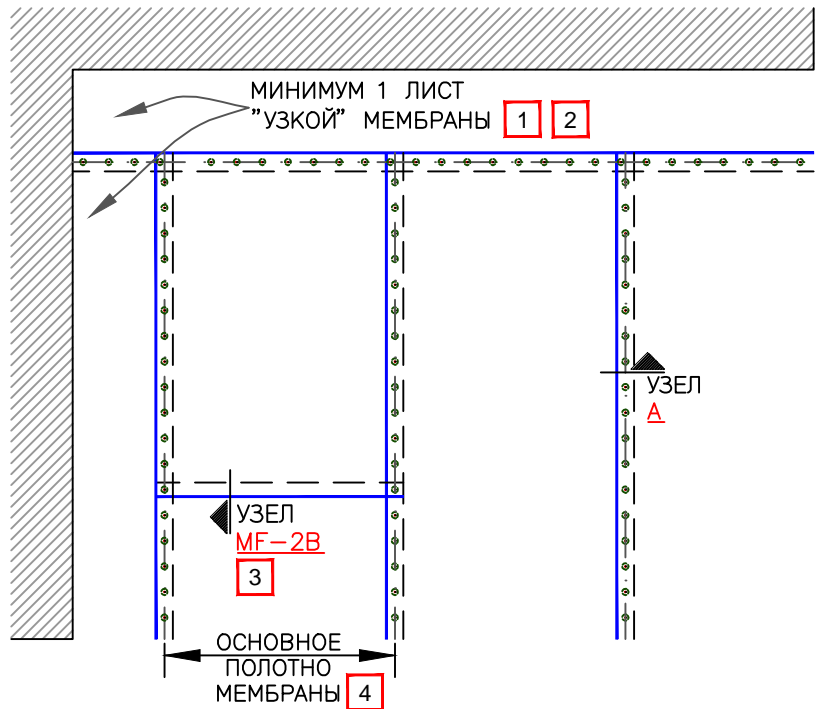 МИНИМУМ 1 ЛИСТ
"УЗКОЙ" МЕМБРАНЫ 1 2
УЗЕЛ
А
УЗЕЛ
MF-2B
3
ОСНОВНОЕ
ПОЛОТНО
МЕМБРАНЫ 4